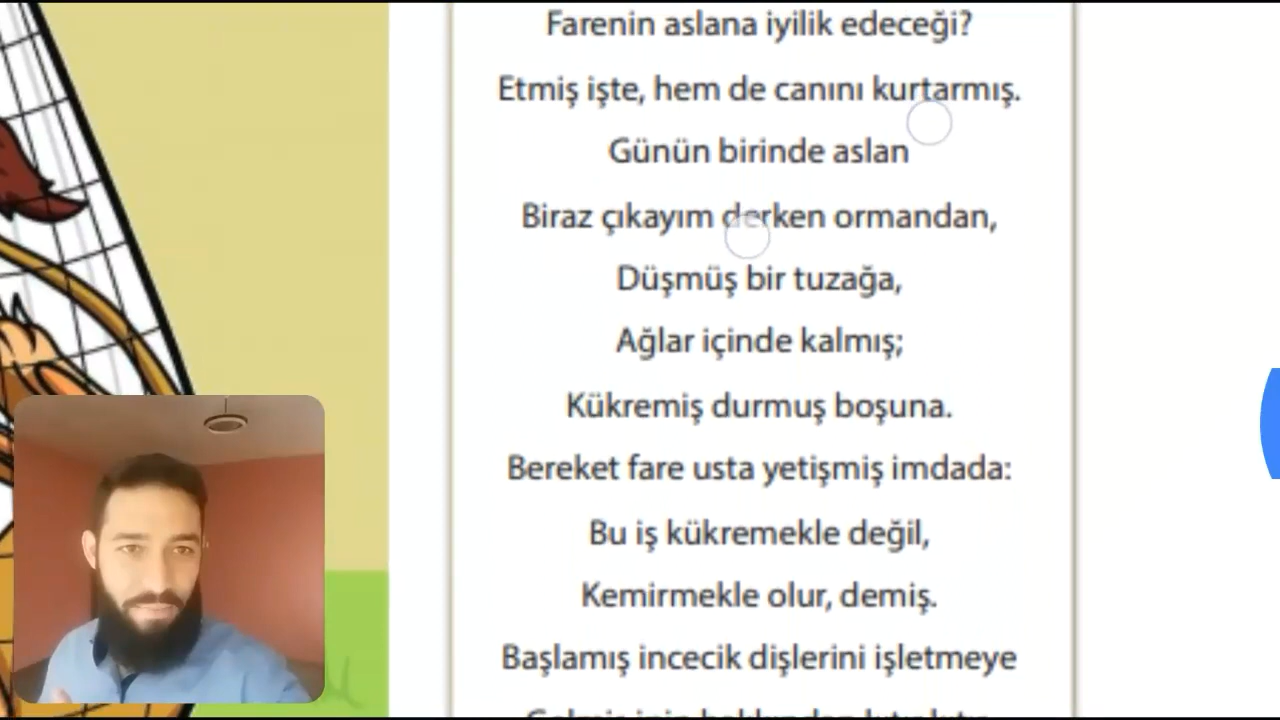 Farenin aslana iyilik edeceği?
Etmiş işte, hem de canını kurtarmış.
Günün birinde aslan
Biraz çıkayım derken ormandan,
Düşmüş bir tuzağa,
Ağlar içinde kalmış;
Kükremiş durmuş boşuna.
Bereket fare usta yetişmiş imdada:
Bu iş kükremekle değil,
Kemirmekle olur, demiş.
Başlamış incecik dişlerini işletmeye